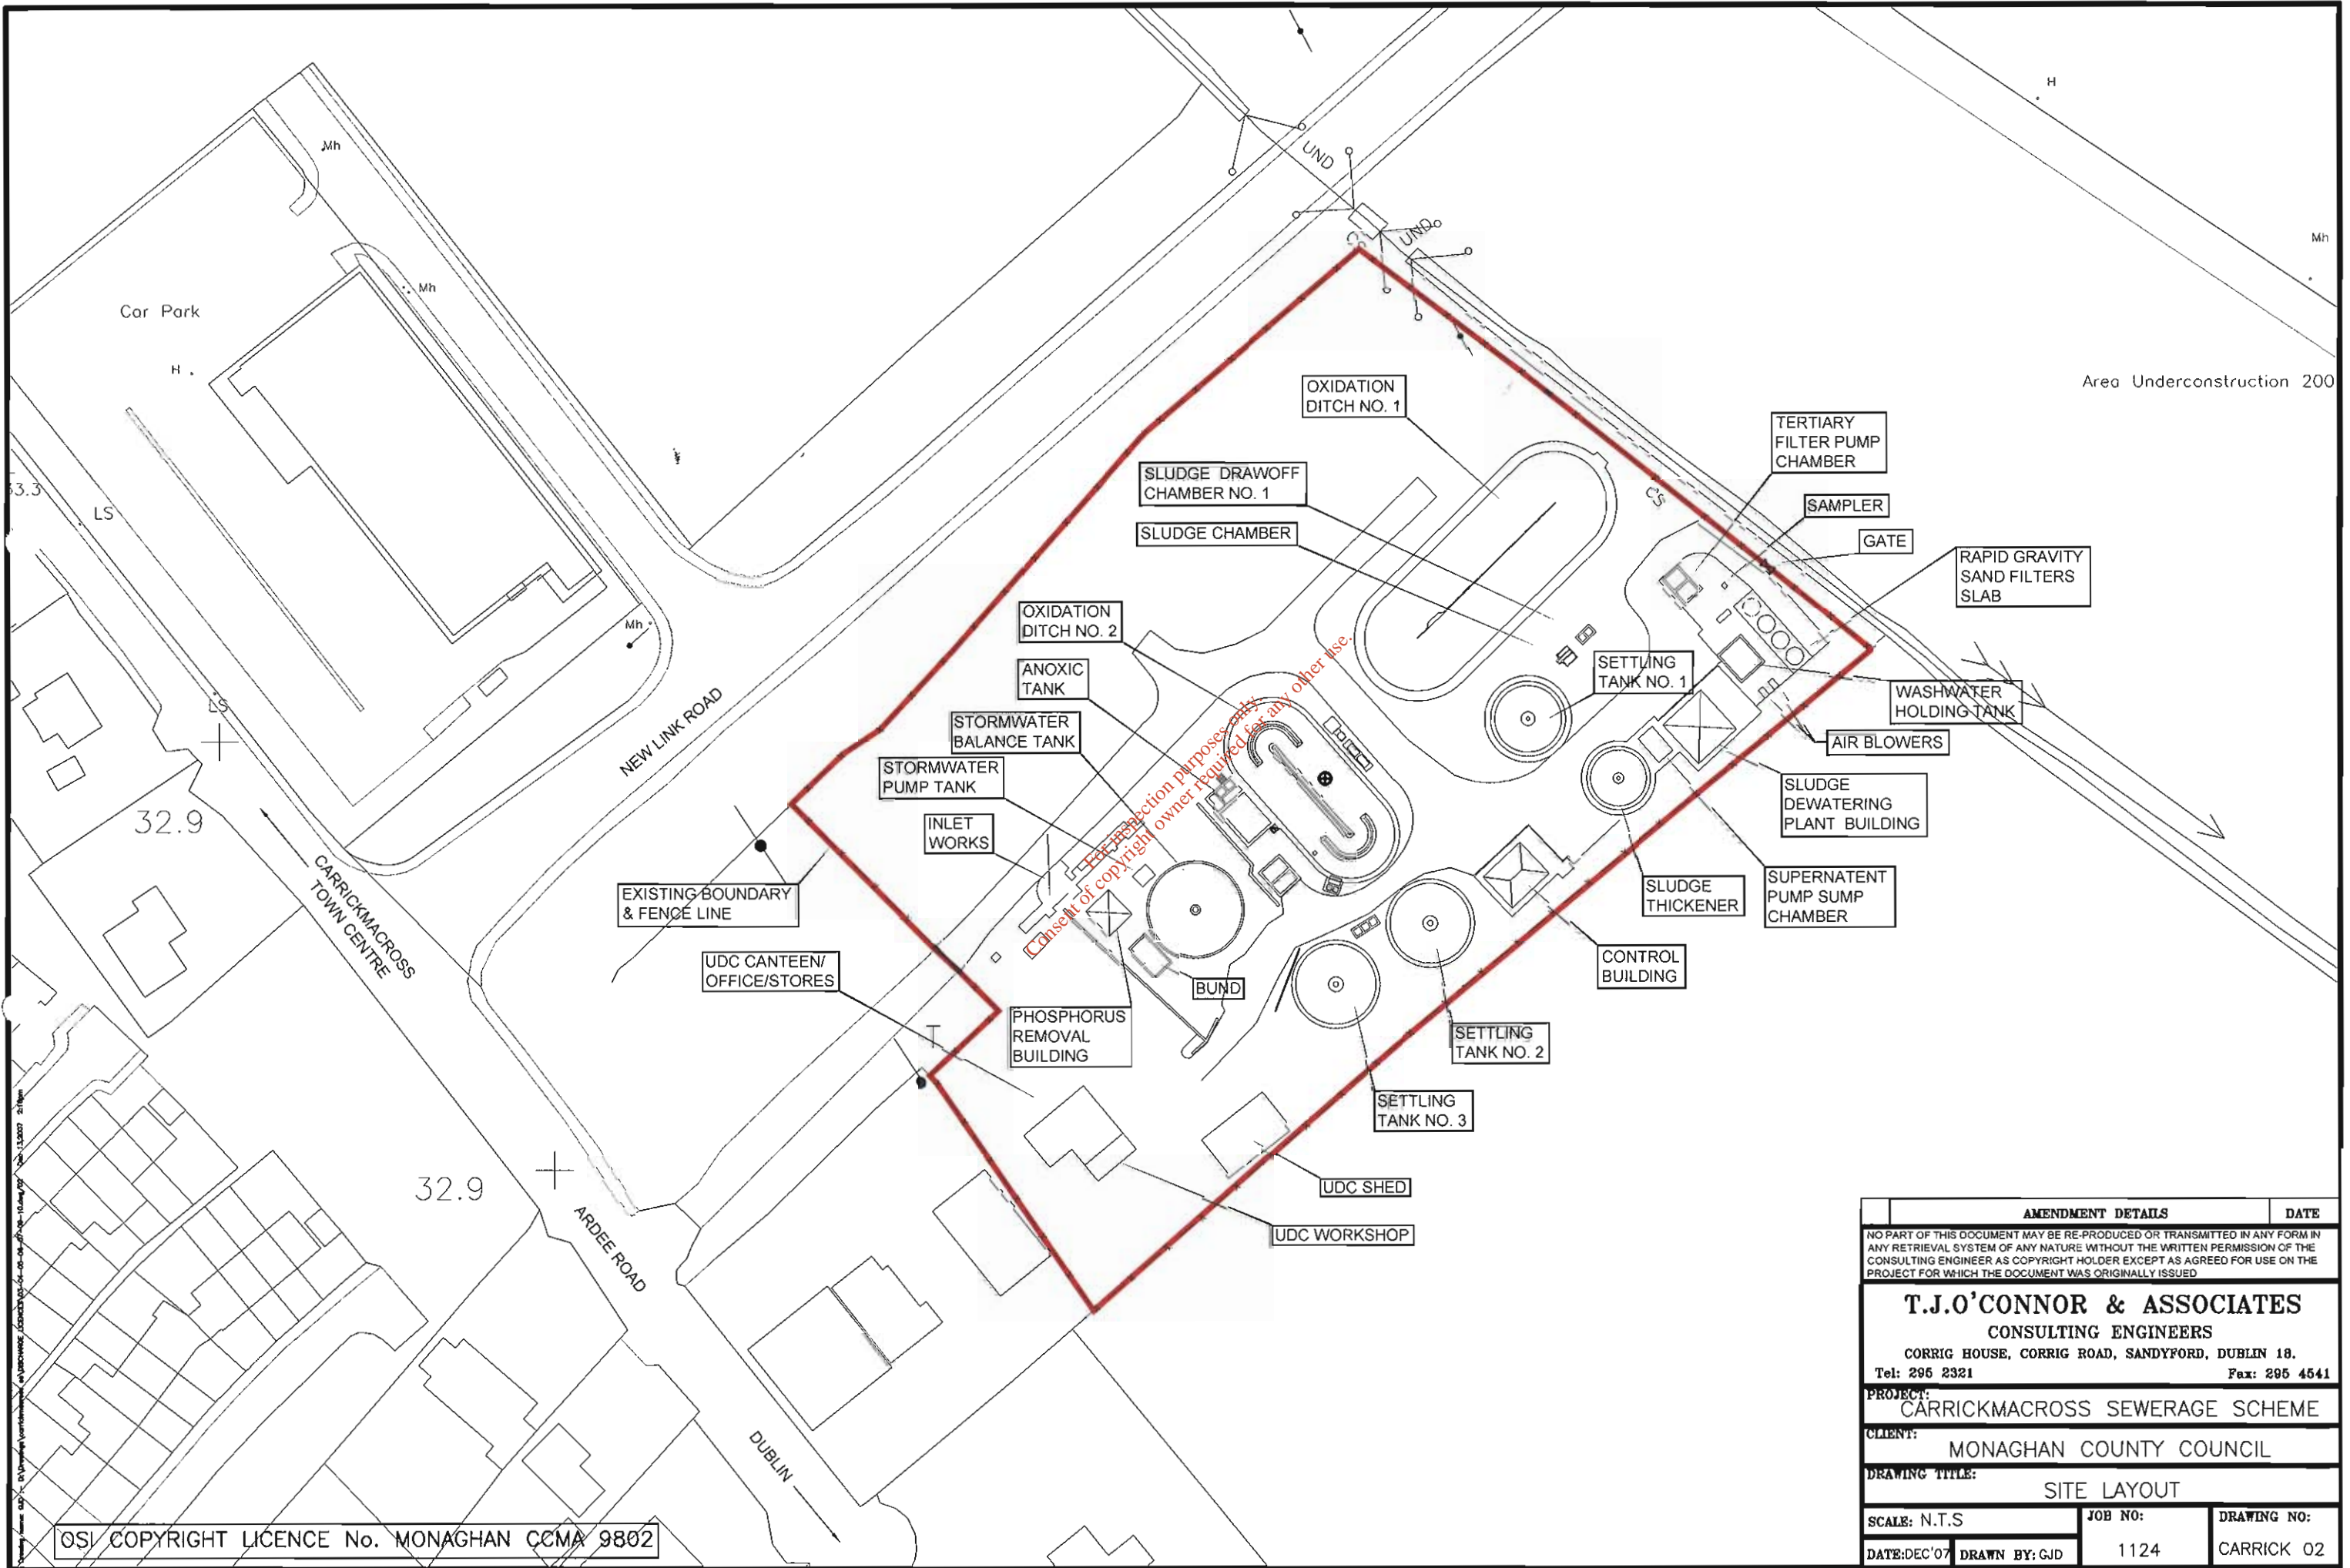 Mh
H
Mh
Car Park
Mh
H
Area Underconstruction 200
UND
UND
CS
CS
LS
LS
Mh
32.9
32.9
NEW LINK ROAD
CARRICKMACROSS
TOWN CENTRE
ARDEE ROAD
DUBLIN
T
OXIDATION
DITCH NO. 1
SLUDGE DRAWOFF
CHAMBER NO. 1
SLUDGE CHAMBER
TERTIARY
FILTER PUMP
CHAMBER
SAMPLER
GATE
RAPID GRAVITY
SAND FILTERS
SLAB
OXIDATION
DITCH NO. 2
ANOXIC
TANK
STORMWATER
BALANCE TANK
STORMWATER
PUMP TANK
INLET
WORKS
SETTLING
TANK NO. 1
WASHWATER
HOLDING TANK
AIR BLOWERS
SLUDGE
DEWATERING
PLANT BUILDING
SUPERNATENT
PUMP SUMP
CHAMBER
SLUDGE
THICKENER
CONTROL
BUILDING
EXISTING BOUNDARY
& FENCE LINE
UDC CANTEEN/
OFFICE/STORES
BUND
PHOSPHORUS
REMOVAL
BUILDING
SETTLING
TANK NO. 2
SETTLING
TANK NO. 3
UDC SHED
UDC WORKSHOP
For inspection purposes only.
Consent of copyright owner required for any other use.
OSI COPYRIGHT LICENCE No. MONAGHAN CCMA 9802
AMENDMENT DETAILS DATE
NO PART OF THIS DOCUMENT MAY BE RE-PRODUCED OR TRANSMITTED IN ANY FORM IN
ANY RETRIEVAL SYSTEM OF ANY NATURE WITHOUT THE WRITTEN PERMISSION OF THE
CONSULTING ENGINEER AS COPYRIGHT HOLDER EXCEPT AS AGREED FOR USE ON THE
PROJECT FOR WHICH THE DOCUMENT WAS ORIGINALLY ISSUED
T.J.O'CONNOR & ASSOCIATES
CONSULTING ENGINEERS
CORRIG HOUSE, CORRIG ROAD, SANDYFORD, DUBLIN 18.
Tel: 295 2321 Fax: 295 4541
PROJECT:
CARRICKMACROSS SEWERAGE SCHEME
CLIENT:
MONAGHAN COUNTY COUNCIL
DRAWING TITLE:
SITE LAYOUT
SCALE: N.T.S
JOB NO:
1124
DRAWING NO:
CARRICK 02
DATE:DEC'07
DRAWN BY: GJD